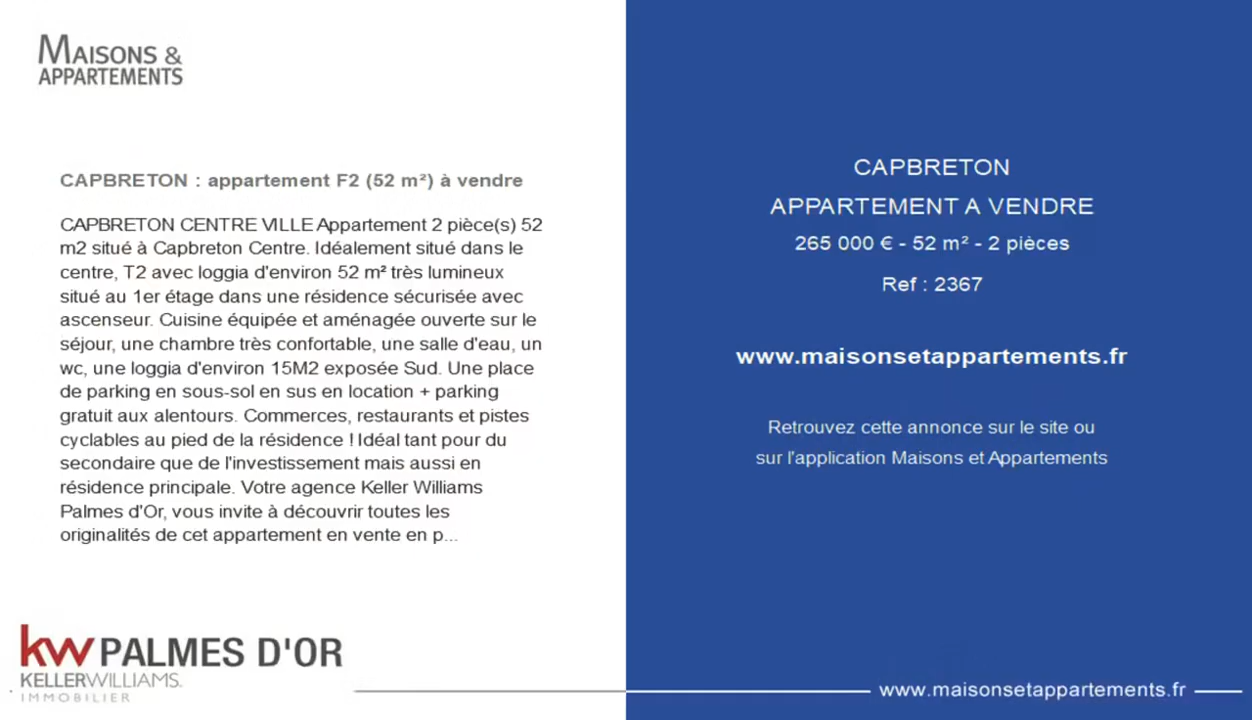 MAISONS &
APPARTEMENTS
CAPBRETON : appartement F2 (52 m²) à vendre
CAPBRETON CENTRE VILLE Appartement 2 pièce(s) 52
m2 situé à Capbreton Centre. Idéalement situé dans le
centre, T2 avec loggia d'environ 52 m² très lumineux
situé au 1er étage dans une résidence sécurisée avec
ascenseur. Cuisine équipée et aménagée ouverte sur le
séjour, une chambre très confortable, une salle d'eau, un
wc, une loggia d'environ 15M2 exposée Sud. Une place
de parking en sous-sol en sus en location + parking
gratuit aux alentours. Commerces, restaurants et pistes
cyclables au pied de la résidence ! Idéal tant pour du
secondaire que de l'investissement mais aussi en
résidence principale. Votre agence Keller Williams
Palmes d'Or, vous invite à découvrir toutes les
originalités de cet appartement en vente en p...
kw PALMES D'OR
KELLERWILLIAMS.
IMMOBILIER
CAPBRETON
APPARTEMENT A VENDRE
265 000 € - 52 m² - 2 pièces
Ref : 2367
www.maisonsetappartements.fr
Retrouvez cette annonce sur le site ou
sur l'application Maisons et Appartements
www.maisonsetappartements.fr